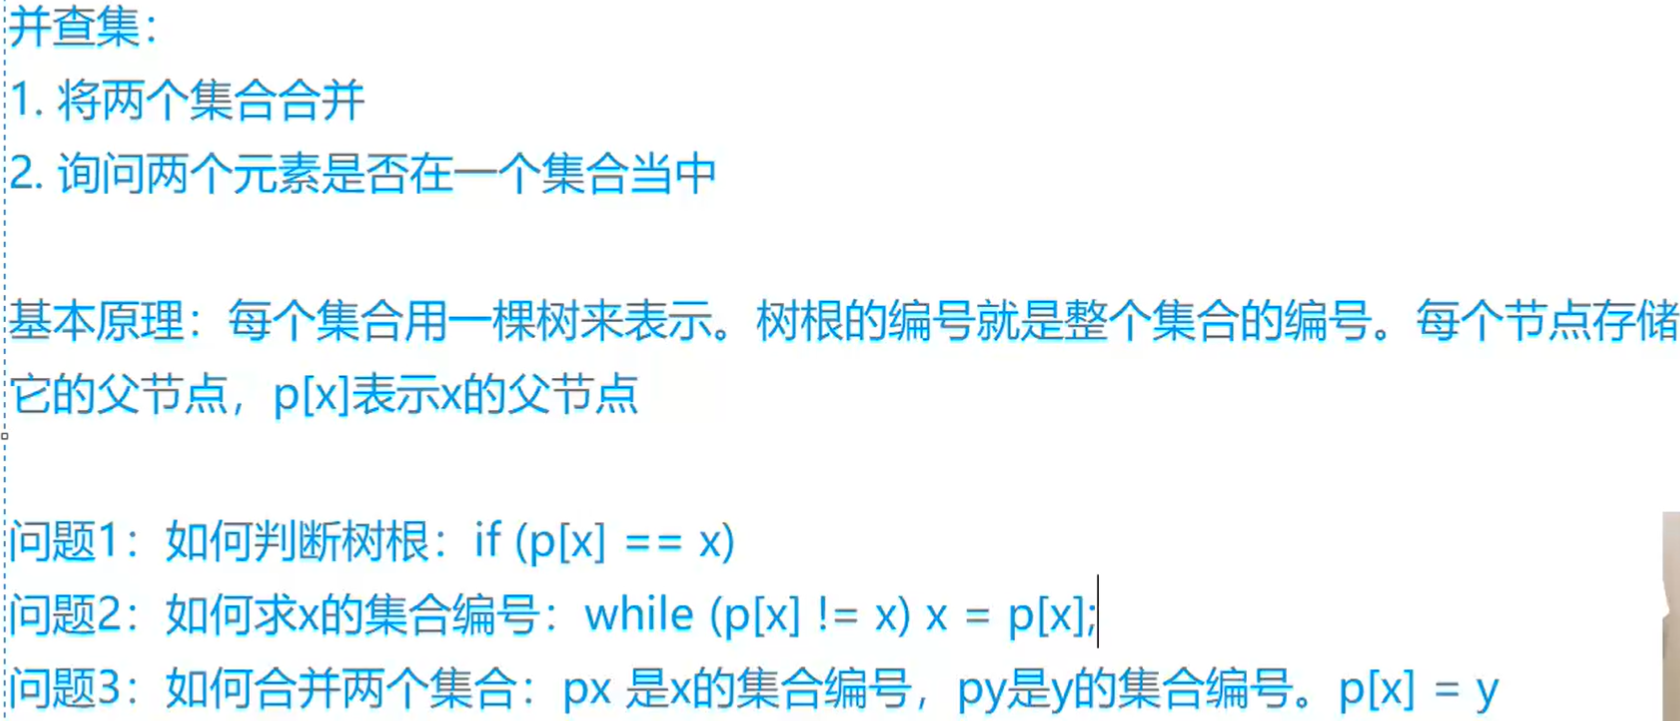 并查集：
1. 将两个集合合并
2. 询问两个元素是否在一个集合当中
基本原理：每个集合用一棵树来表示。树根的编号就是整个集合的编号。每个节点存储
它的父节点，p[x]表示x的父节点
问题1：如何判断树根：if (p[x] == x)
问题2：如何求x的集合编号：while (p[x] != x) x = p[x];
问题3：如何合并两个集合：px 是x的集合编号，py是y的集合编号。p[x] = y